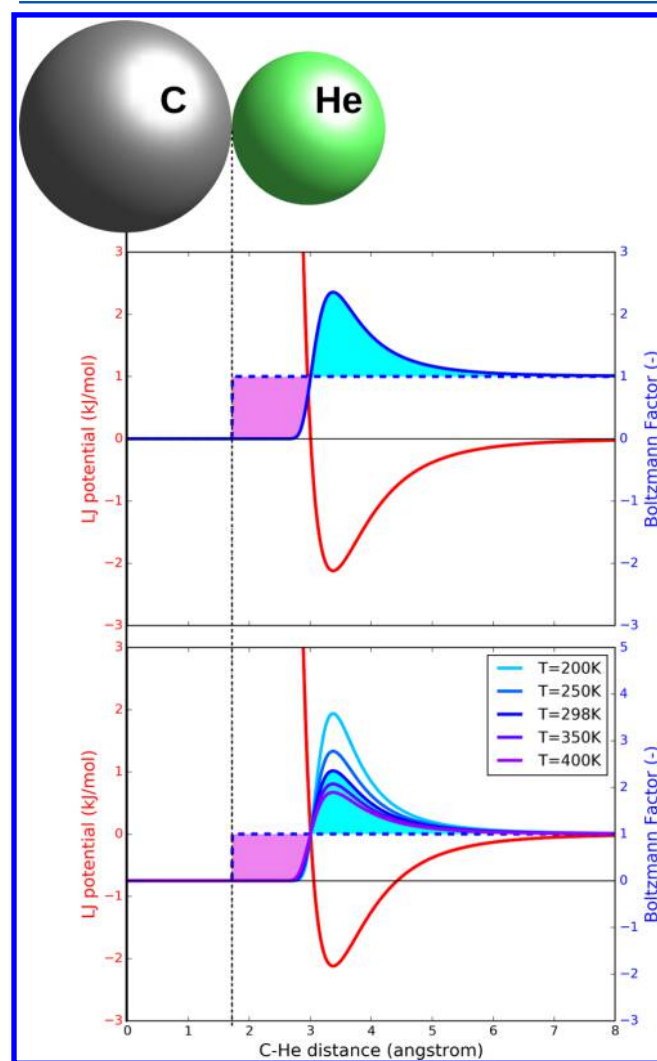 C He
3
2
1
0
−1
−2
−3
LJ potential (kJ/mol)
3
2
1
0
−1
−2
−3
Boltzmann Factor (-)
3
2
1
0
−1
−2
−3
LJ potential (kJ/mol)
T=200K
T=250K
T=298K
T=350K
T=400K
5
4
3
2
1
0
−1
−2
−3
Boltzmann Factor (-)
0 1 2 3 4 5 6 7 8
C-He distance (angstrom)